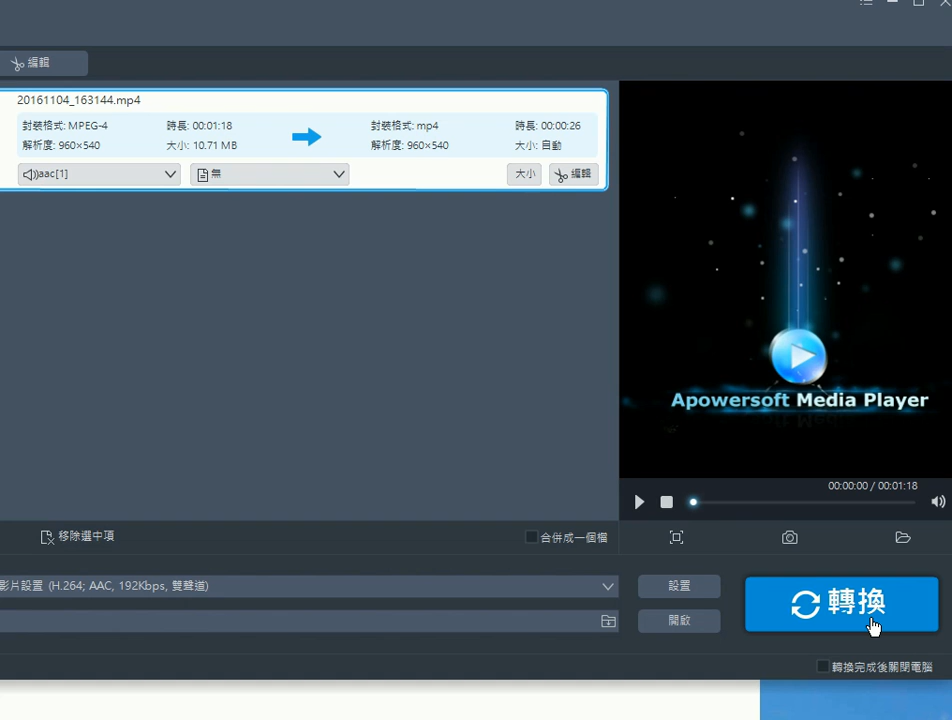 編輯
20161104_163144.mp4
封裝格式: MPEG-4
時長: 00:01:18
封裝格式: mp4
時長: 00:00:26
解析度: 960×540
大小: 10.71 MB
解析度: 960×540
大小: 自動
aac[1]
無
大小
編輯
Apowersoft Media Player
00:00:00 / 00:01:18
移除選中項
合併成一個檔
影片設置 (H.264; AAC, 192Kbps, 雙聲道)
設置
轉換
開啟
轉換完成後關閉電腦